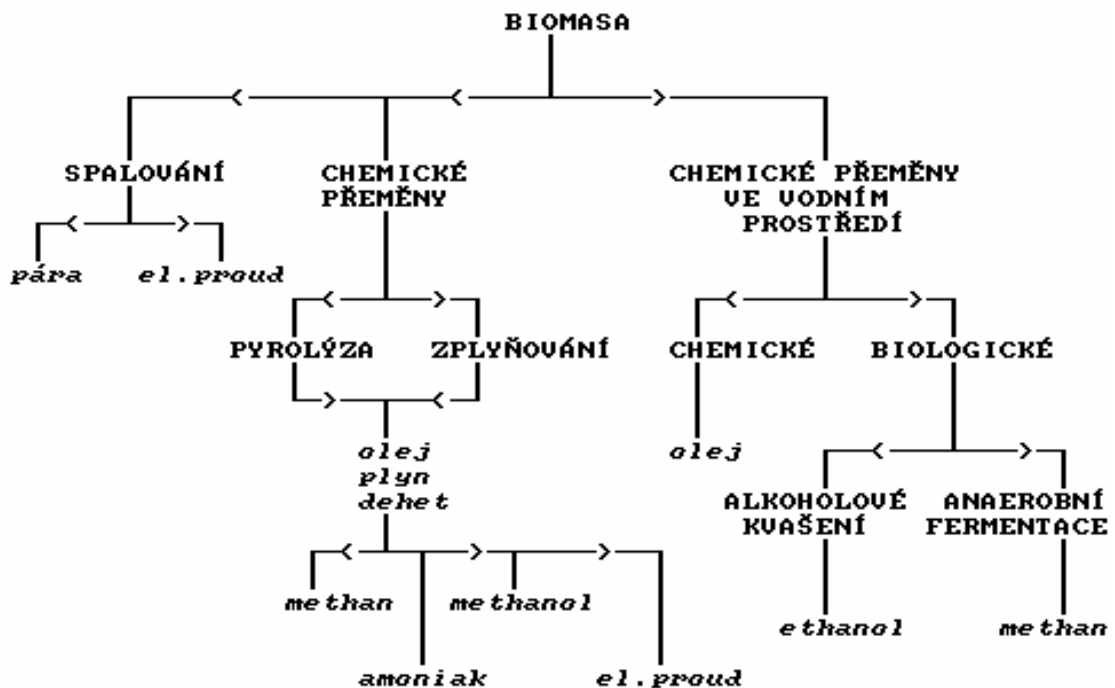 BIOMASA
SPALOVÁNÍ
pára
el.proud
CHEMICKÉ
PŘEMĚNY
PYROLÝZA
ZPLYŇOVÁNÍ
olej
plyn
dehet
methan
amoniak
methanol
el.proud
CHEMICKÉ PŘEMĚNY
VE VODNÍM
PROSTŘEDÍ
CHEMICKÉ
olej
BIOLOGICKÉ
ALKOHOLOVÉ
KVAŠENÍ
ethanol
ANAEROBNÍ
FERMENTACE
methan